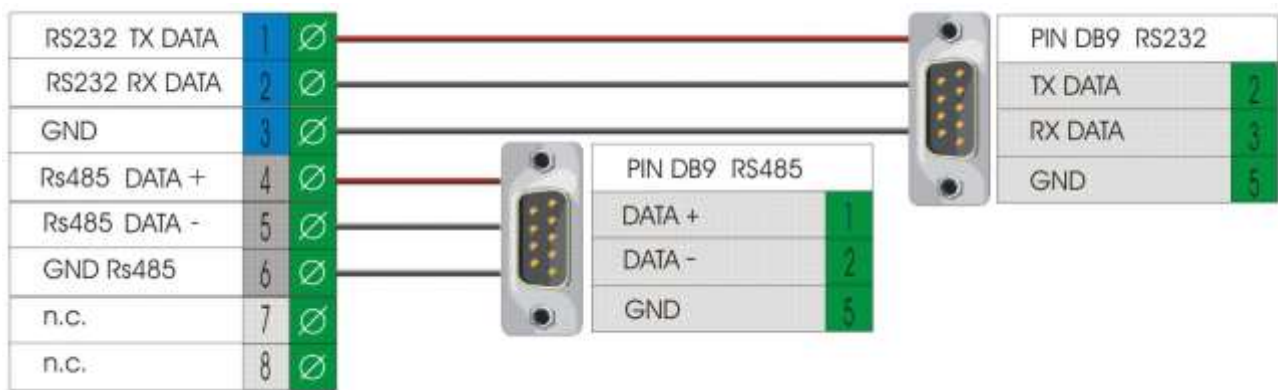 RS232 TX DATA 1
RS232 RX DATA 2
GND 3
Rs485 DATA + 4
Rs485 DATA - 5
GND Rs485 6
n.c. 7
n.c. 8
PIN DB9 RS485
DATA + 1
DATA - 2
GND 5
PIN DB9 RS232
TX DATA 2
RX DATA 3
GND 5